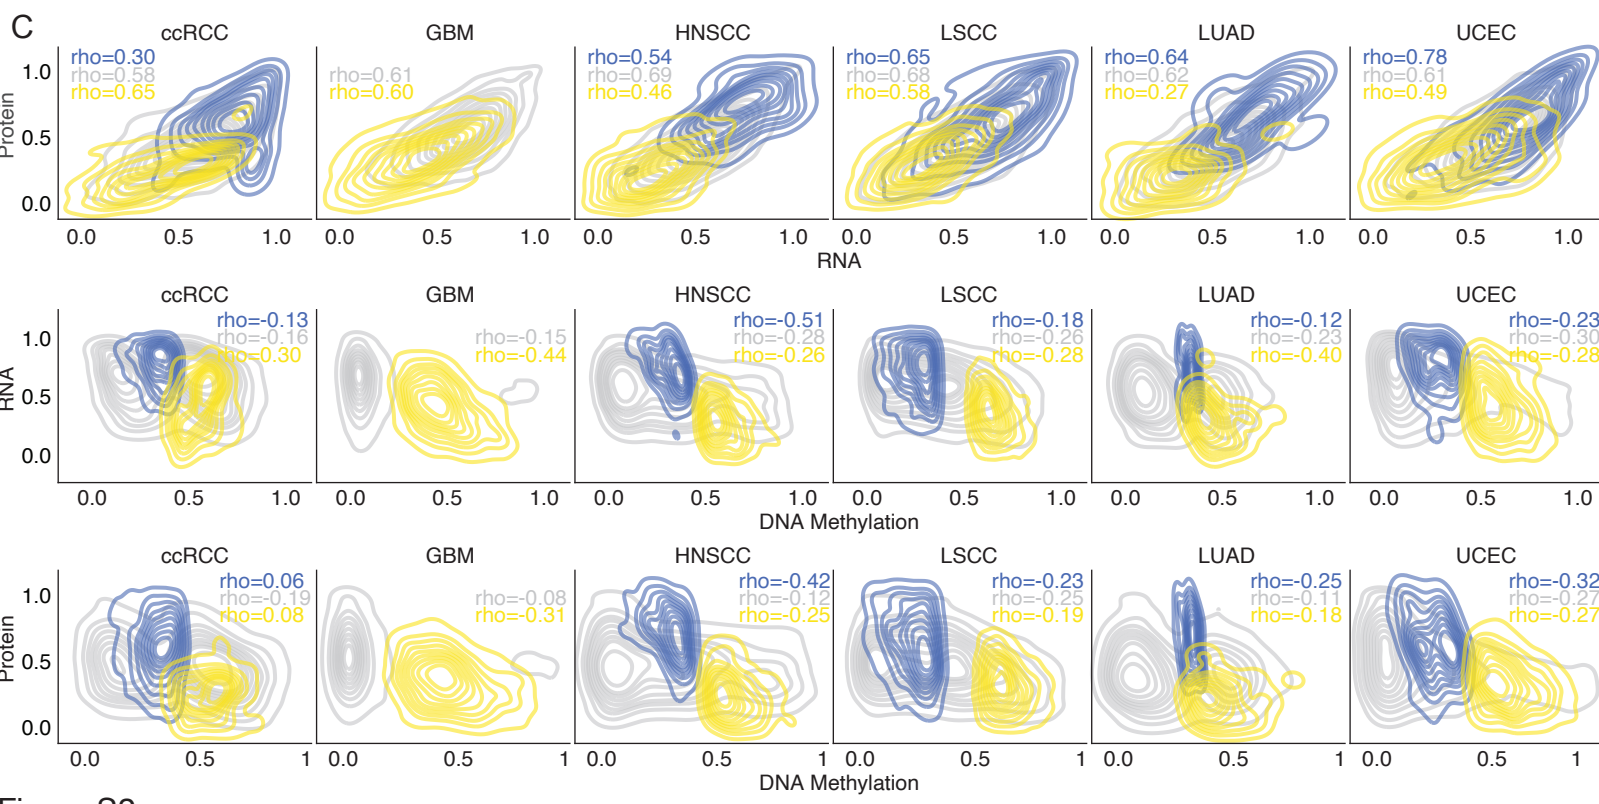 C
ccRCC GBM HNSCC LSCC LUAD UCEC
rho=0.30 rho=0.54 rho=0.65 rho=0.64 rho=0.78
rho=0.58 rho=0.61 rho=0.69 rho=0.68 rho=0.62 rho=0.61
rho=0.65 rho=0.60 rho=0.46 rho=0.58 rho=0.27 rho=0.49
Protein
1.0
0.5
0.0
0.0 0.5 1.0 0.0 0.5 1.0 0.0 0.5 1.0 0.0 0.5 1.0 0.0 0.5 1.0 0.0 0.5 1.0
RNA
ccRCC GBM HNSCC LSCC LUAD UCEC
rho=-0.13 rho=-0.51 rho=-0.18 rho=-0.12 rho=-0.23
rho=-0.16 rho=-0.15 rho=-0.28 rho=-0.26 rho=-0.23 rho=-0.30
rho=0.30 rho=-0.44 rho=-0.26 rho=-0.28 rho=-0.40 rho=-0.28
RNA
1.0
0.5
0.0
0.0 0.5 1.0 0.0 0.5 1.0 0.0 0.5 1.0 0.0 0.5 1.0 0.0 0.5 1.0 0.0 0.5 1.0
DNA Methylation
ccRCC GBM HNSCC LSCC LUAD UCEC
rho=0.06 rho=-0.42 rho=-0.23 rho=-0.25 rho=-0.32
rho=-0.19 rho=-0.08 rho=-0.12 rho=-0.25 rho=-0.11 rho=-0.27
rho=0.08 rho=-0.31 rho=-0.25 rho=-0.19 rho=-0.18 rho=-0.27
Protein
1.0
0.5
0.0
0.0 0.5 1 0.0 0.5 1 0.0 0.5 1 0.0 0.5 1 0.0 0.5 1 0.0 0.5 1
DNA Methylation